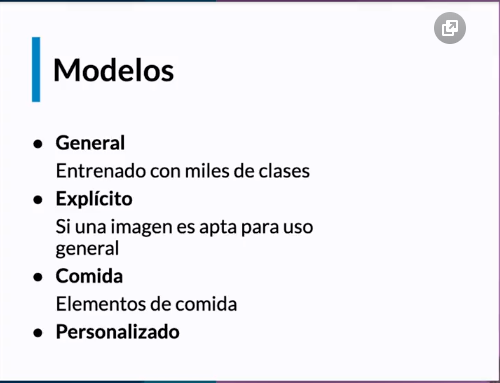 Modelos
● General
Entrenado con miles de clases
● Explícito
Si una imagen es apta para uso
general
● Comida
Elementos de comida
● Personalizado